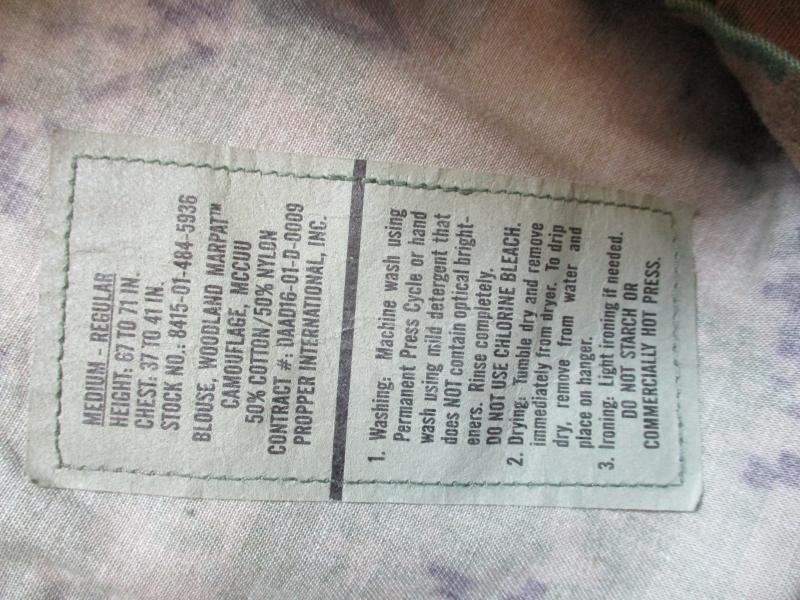 MEDIUM - REGULAR
HEIGHT: 67 TO 71 IN.
CHEST: 37 TO 41 IN.
STOCK NO.: 8415-01-484-5936
BLOUSE, WOODLAND MARPAT™
CAMOUFLAGE, MCCUU
50% COTTON/50% NYLON
CONTRACT #: DAAD16-01-D-0009
PROPPER INTERNATIONAL, INC.
1. Washing: Machine wash using
Permanent Press Cycle or hand
wash using mild detergent that
does NOT contain optical bright-
eners. Rinse completely.
DO NOT USE CHLORINE BLEACH.
2. Drying: Tumble dry and remove
immediately from dryer. To drip
dry, remove from water and
place on hanger.
3. Ironing: Light ironing if needed.
DO NOT STARCH OR
COMMERCIALLY HOT PRESS.